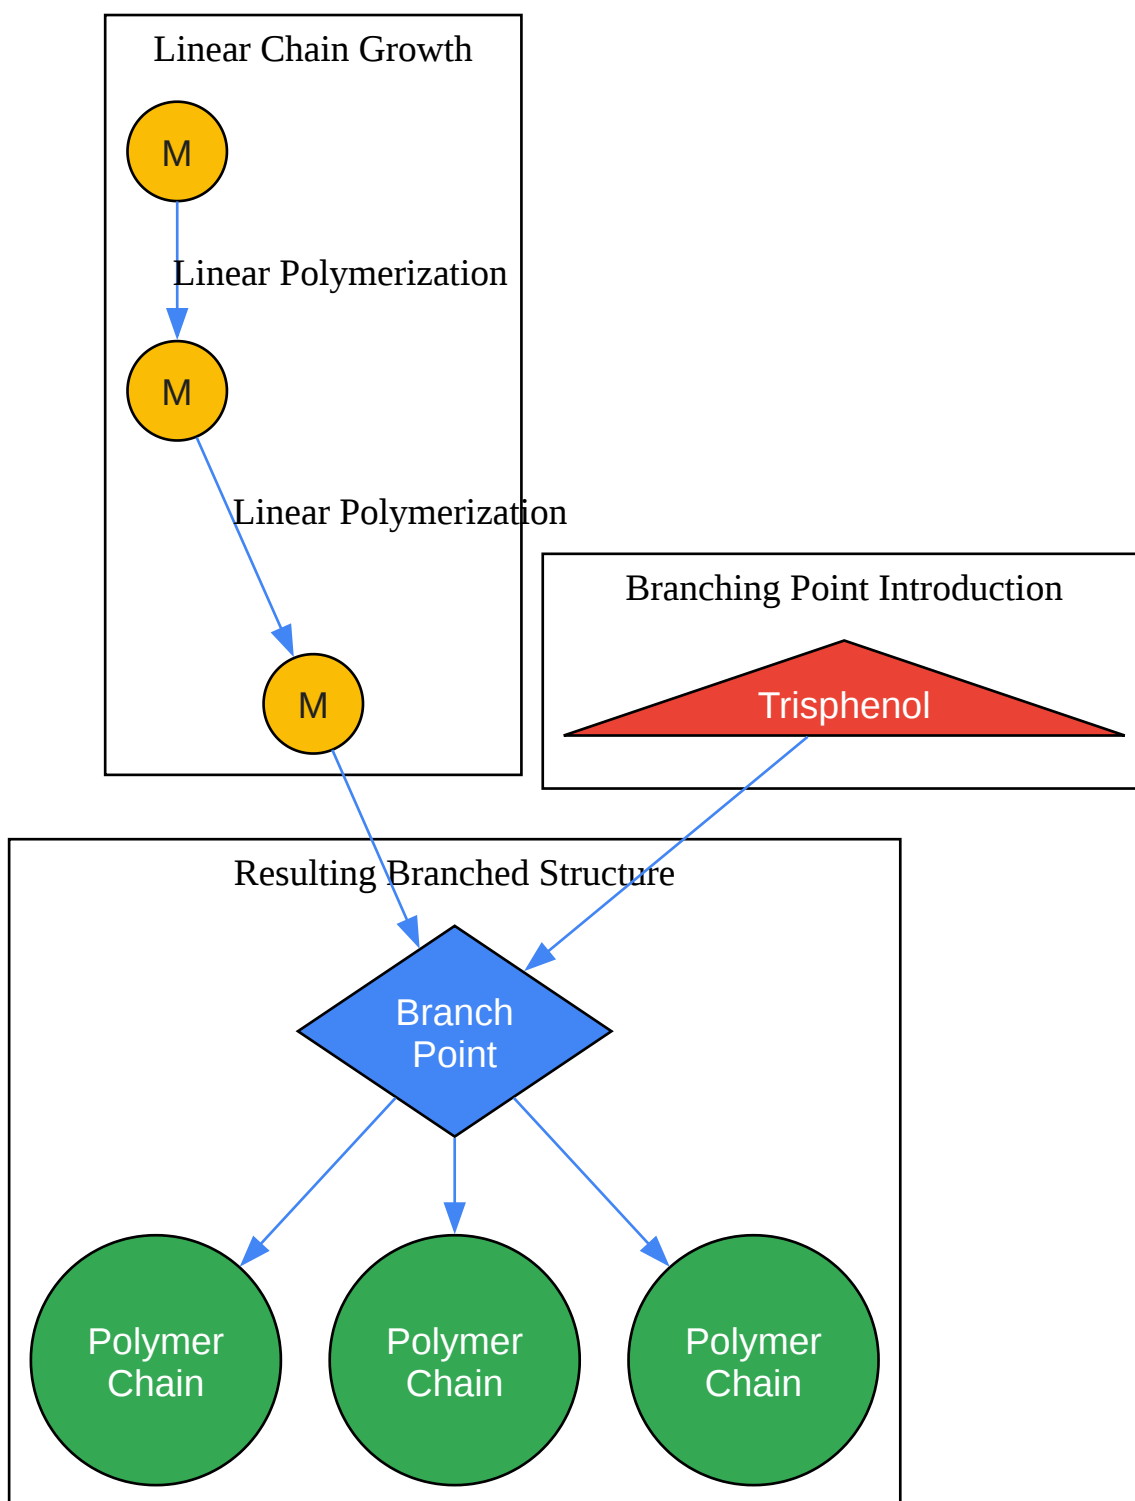 Linear Chain Growth
M
Linear Polymerization
M
Linear Polymerization
M
Branching Point Introduction
Trisphenol
Resulting Branched Structure
Branch
Point
Polymer
Chain
Polymer
Chain
Polymer
Chain